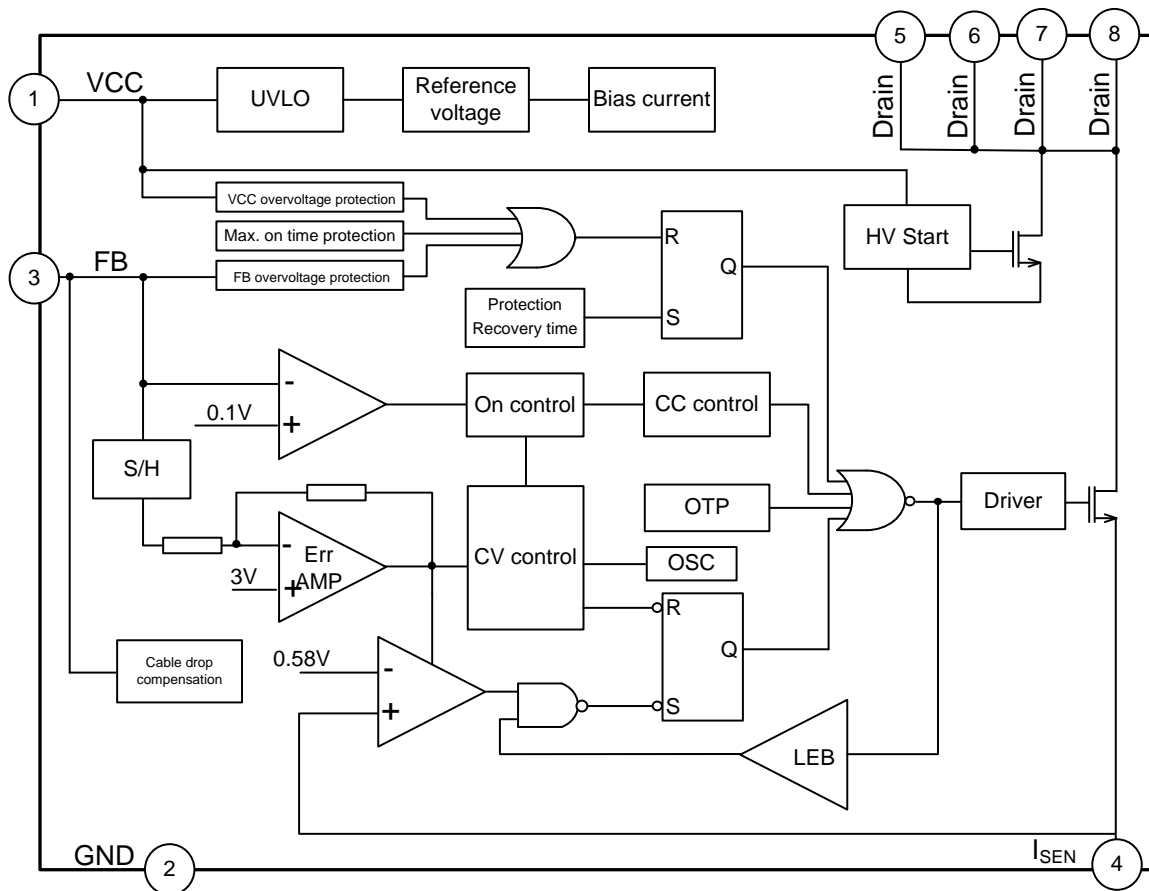 5
6
7
8
Drain
Drain
Drain
Drain
1
VCC
UVLO
Reference
voltage
Bias current
VCC overvoltage protection
Max. on time protection
FB overvoltage protection
R
Q
S
HV Start
3
FB
Protection
Recovery time
-
+
0.1V
On control
CC control
S/H
-
+
Err
AMP
3V
CV control
OTP
OSC
Driver
R
Q
S
Cable drop
compensation
0.58V
-
+
LEB
GND
2
ISEN
4